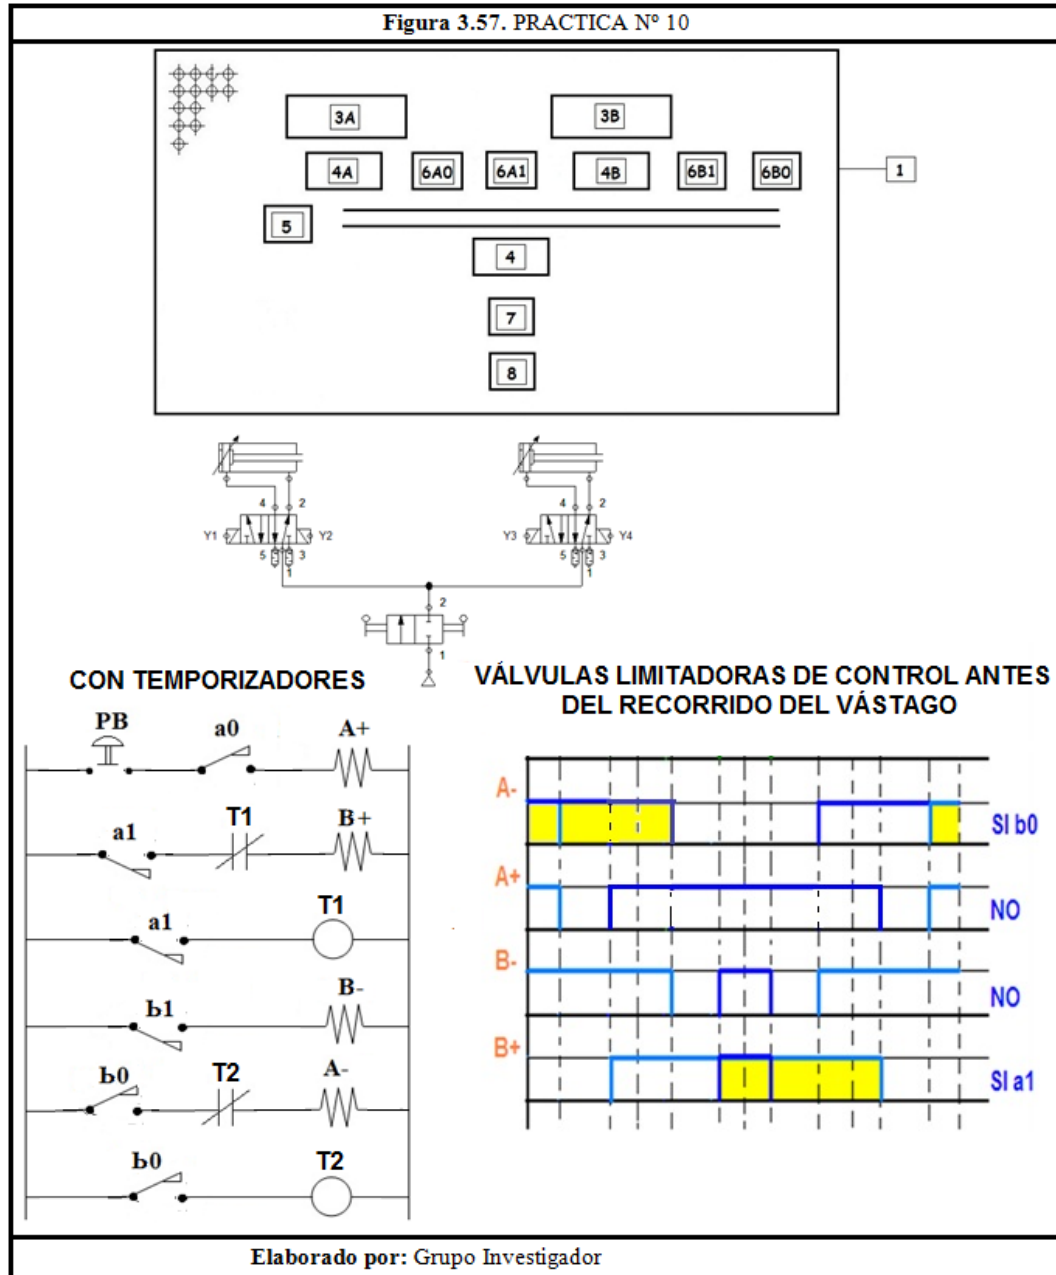 Figura 3.57. PRACTICA Nº 10
3A
3B
4A
6A0
6A1
4B
6B1
6B0
1
5
4
7
8
4
2
Y1
Y2
5
3
1
4
2
Y3
Y4
5
3
1
2
1
CON TEMPORIZADORES
PB
a0
A+
a1
T1
B+
a1
T1
b1
B-
b0
T2
A-
b0
T2
VÁLVULAS LIMITADORAS DE CONTROL ANTES
DEL RECORRIDO DEL VÁSTAGO
A-
SI b0
A+
NO
B-
NO
B+
SI a1
Elaborado por: Grupo Investigador